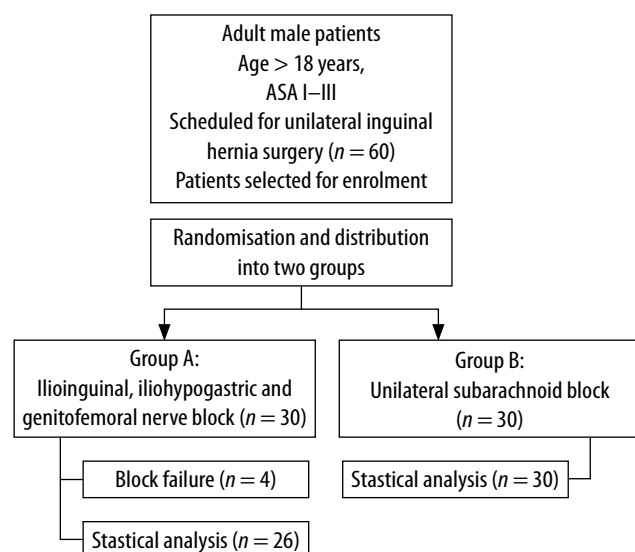 Adult male patients
Age > 18 years,
ASA I–III
Scheduled for unilateral inguinal
hernia surgery (n = 60)
Patients selected for enrolment
Randomisation and distribution
into two groups
Group A:
Ilioinguinal, iliohypogastric and
genitofemoral nerve block (n = 30)
Group B:
Unilateral subarachnoid block
(n = 30)
Block failure (n = 4)
Stastical analysis (n = 30)
Stastical analysis (n = 26)